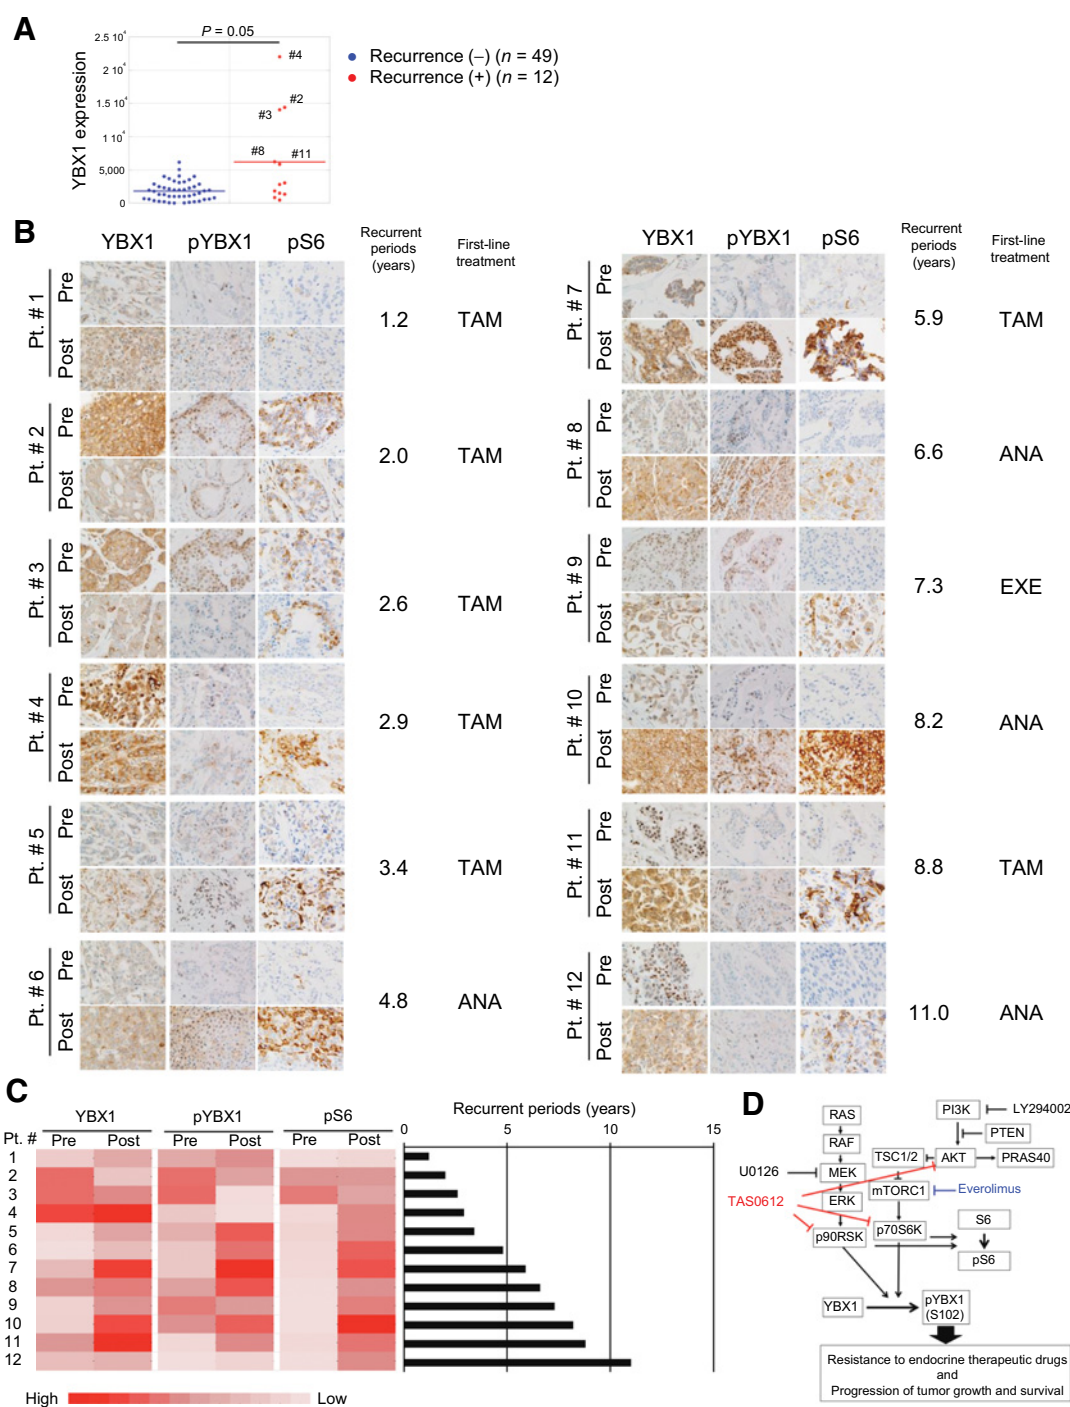 A
P = 0.05
2.5 10^4
2 10^4
1.5 10^4
1 10^4
5,000
0
YBX1 expression
#4
#2
#3
#8
#11
Recurrence (–) (n = 49)
Recurrence (+) (n = 12)
B
YBX1 pYBX1 pS6
Recurrent
periods
(years)
First-line
treatment
Pt. # 1
Pre
Post
1.2 TAM
Pt. # 2
Pre
Post
2.0 TAM
Pt. # 3
Pre
Post
2.6 TAM
Pt. # 4
Pre
Post
2.9 TAM
Pt. # 5
Pre
Post
3.4 TAM
Pt. # 6
Pre
Post
4.8 ANA
YBX1 pYBX1 pS6
Recurrent
periods
(years)
First-line
treatment
Pt. # 7
Pre
Post
5.9 TAM
Pt. # 8
Pre
Post
6.6 ANA
Pt. # 9
Pre
Post
7.3 EXE
Pt. #10
Pre
Post
8.2 ANA
Pt. #11
Pre
Post
8.8 TAM
Pt. #12
Pre
Post
11.0 ANA
C
YBX1 pYBX1 pS6
Pt. # Pre Post Pre Post Pre Post
1
2
3
4
5
6
7
8
9
10
11
12
High Low
Recurrent periods (years)
0 5 10 15
D
RAS
RAF
U0126
MEK
ERK
TAS0612
p90RSK
PI3K
LY294002
PTEN
TSC1/2
AKT
PRAS40
mTORC1
Everolimus
p70S6K
S6
pS6
YBX1
pYBX1
(S102)
Resistance to endocrine therapeutic drugs
and
Progression of tumor growth and survival